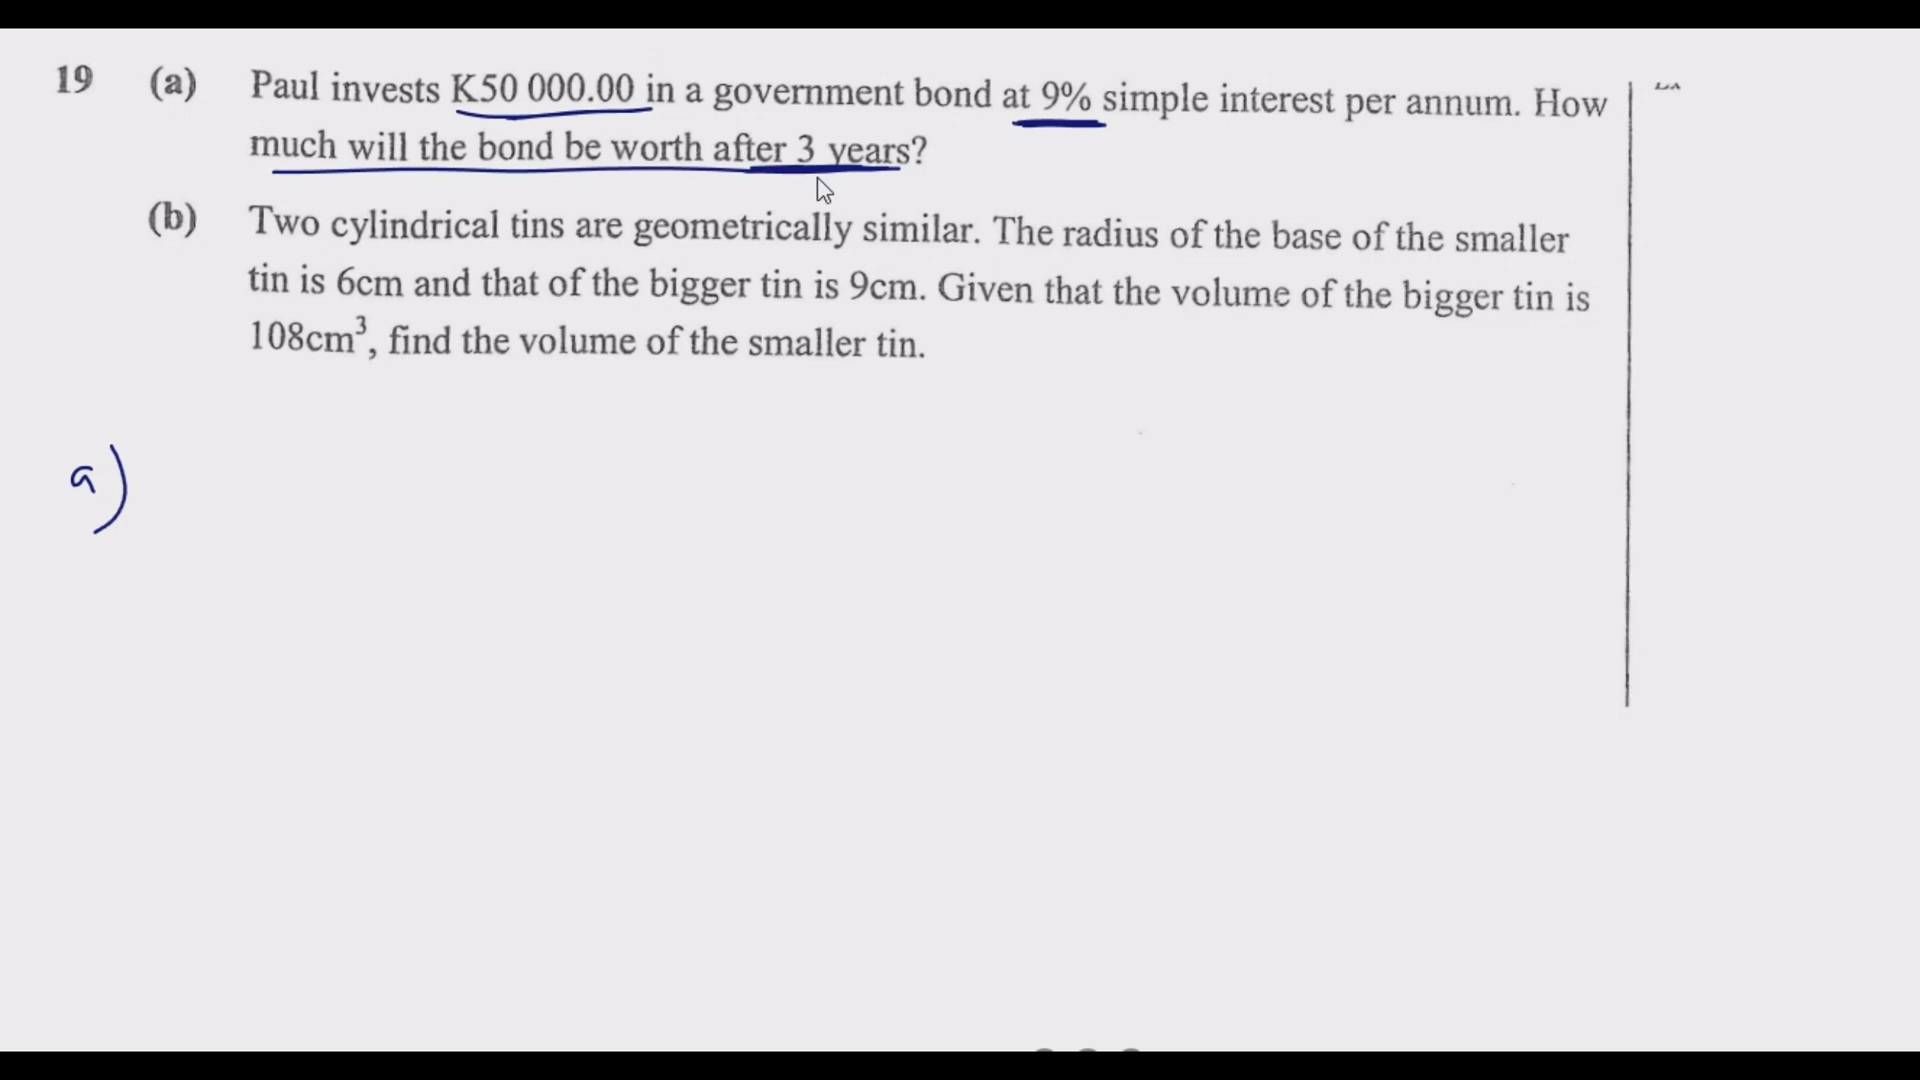 19 (a) Paul invests K50 000.00 in a government bond at 9% simple interest per annum. How
much will the bond be worth after 3 years?
(b) Two cylindrical tins are geometrically similar. The radius of the base of the smaller
tin is 6cm and that of the bigger tin is 9cm. Given that the volume of the bigger tin is
108cm³, find the volume of the smaller tin.
a)